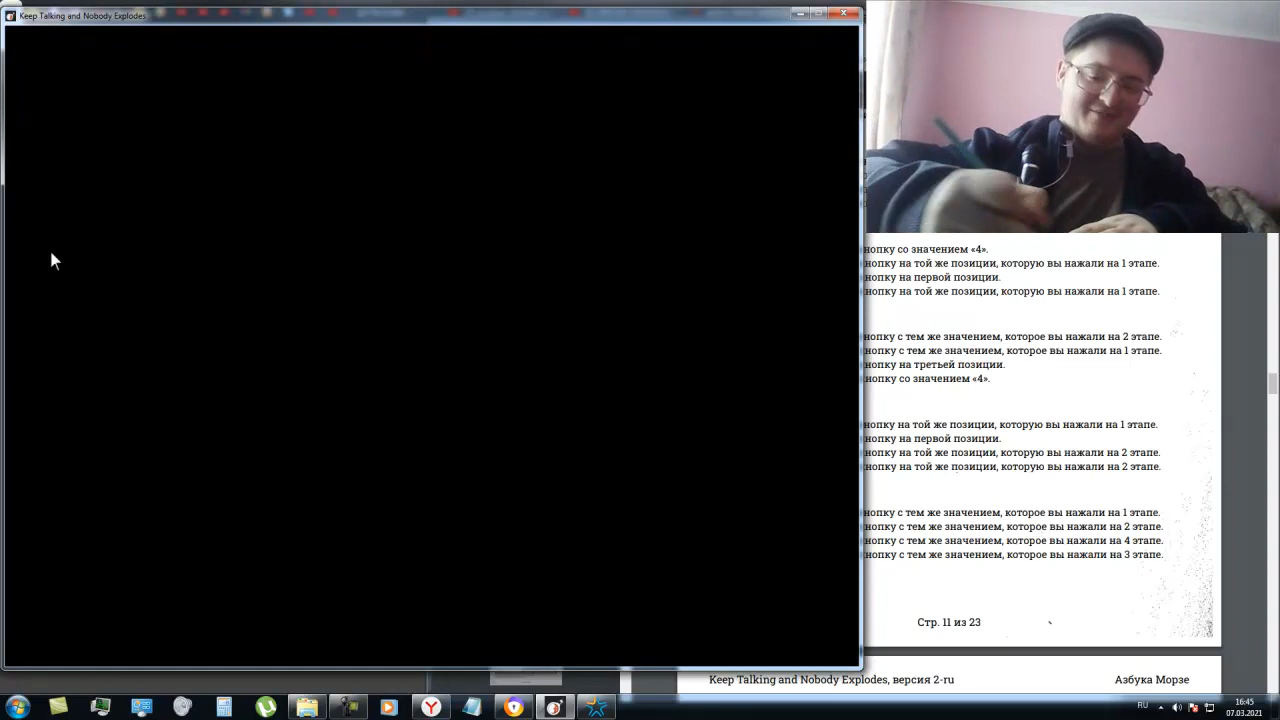 Keep Talking and Nobody Explodes
нопку со значением «4».
нопку на той же позиции, которую вы нажали на 1 этапе.
нопку на первой позиции.
нопку на той же позиции, которую вы нажали на 1 этапе.
нопку с тем же значением, которое вы нажали на 2 этапе.
нопку с тем же значением, которое вы нажали на 1 этапе.
нопку на третьей позиции.
нопку со значением «4».
нопку на той же позиции, которую вы нажали на 1 этапе.
нопку на первой позиции.
нопку на той же позиции, которую вы нажали на 2 этапе.
нопку на той же позиции, которую вы нажали на 2 этапе.
нопку с тем же значением, которое вы нажали на 1 этапе.
нопку с тем же значением, которое вы нажали на 2 этапе.
нопку с тем же значением, которое вы нажали на 4 этапе.
нопку с тем же значением, которое вы нажали на 3 этапе.
Стр. 11 из 23
Keep Talking and Nobody Explodes, версия 2-ru Азбука Морзе
RU 16:45
07.03.2021